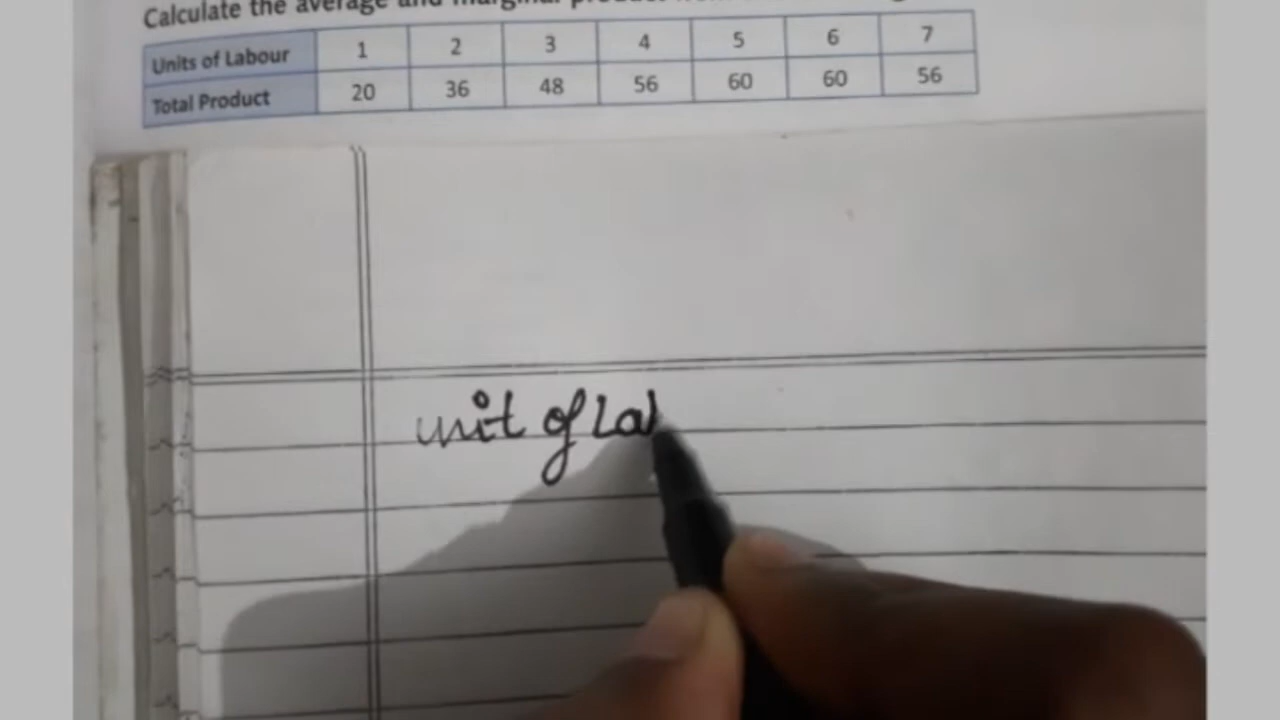 Calculate the average and marginal product
Units of Labour 1 2 3 4 5 6 7
Total Product 20 36 48 56 60 60 56
unit of Lab